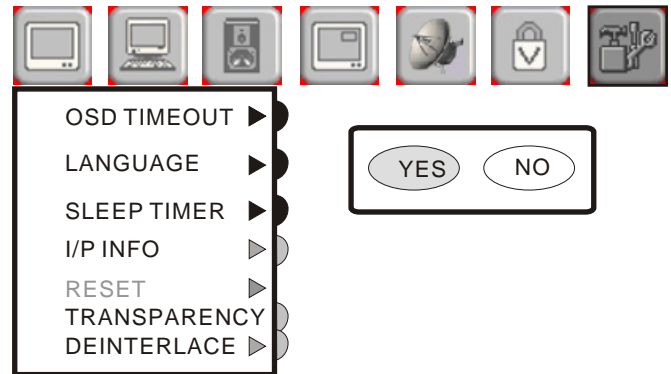 OSD TIMEOUT
LANGUAGE
SLEEP TIMER
I/P INFO
RESET
TRANSPARENCY
DEINTERLACE
YES NO